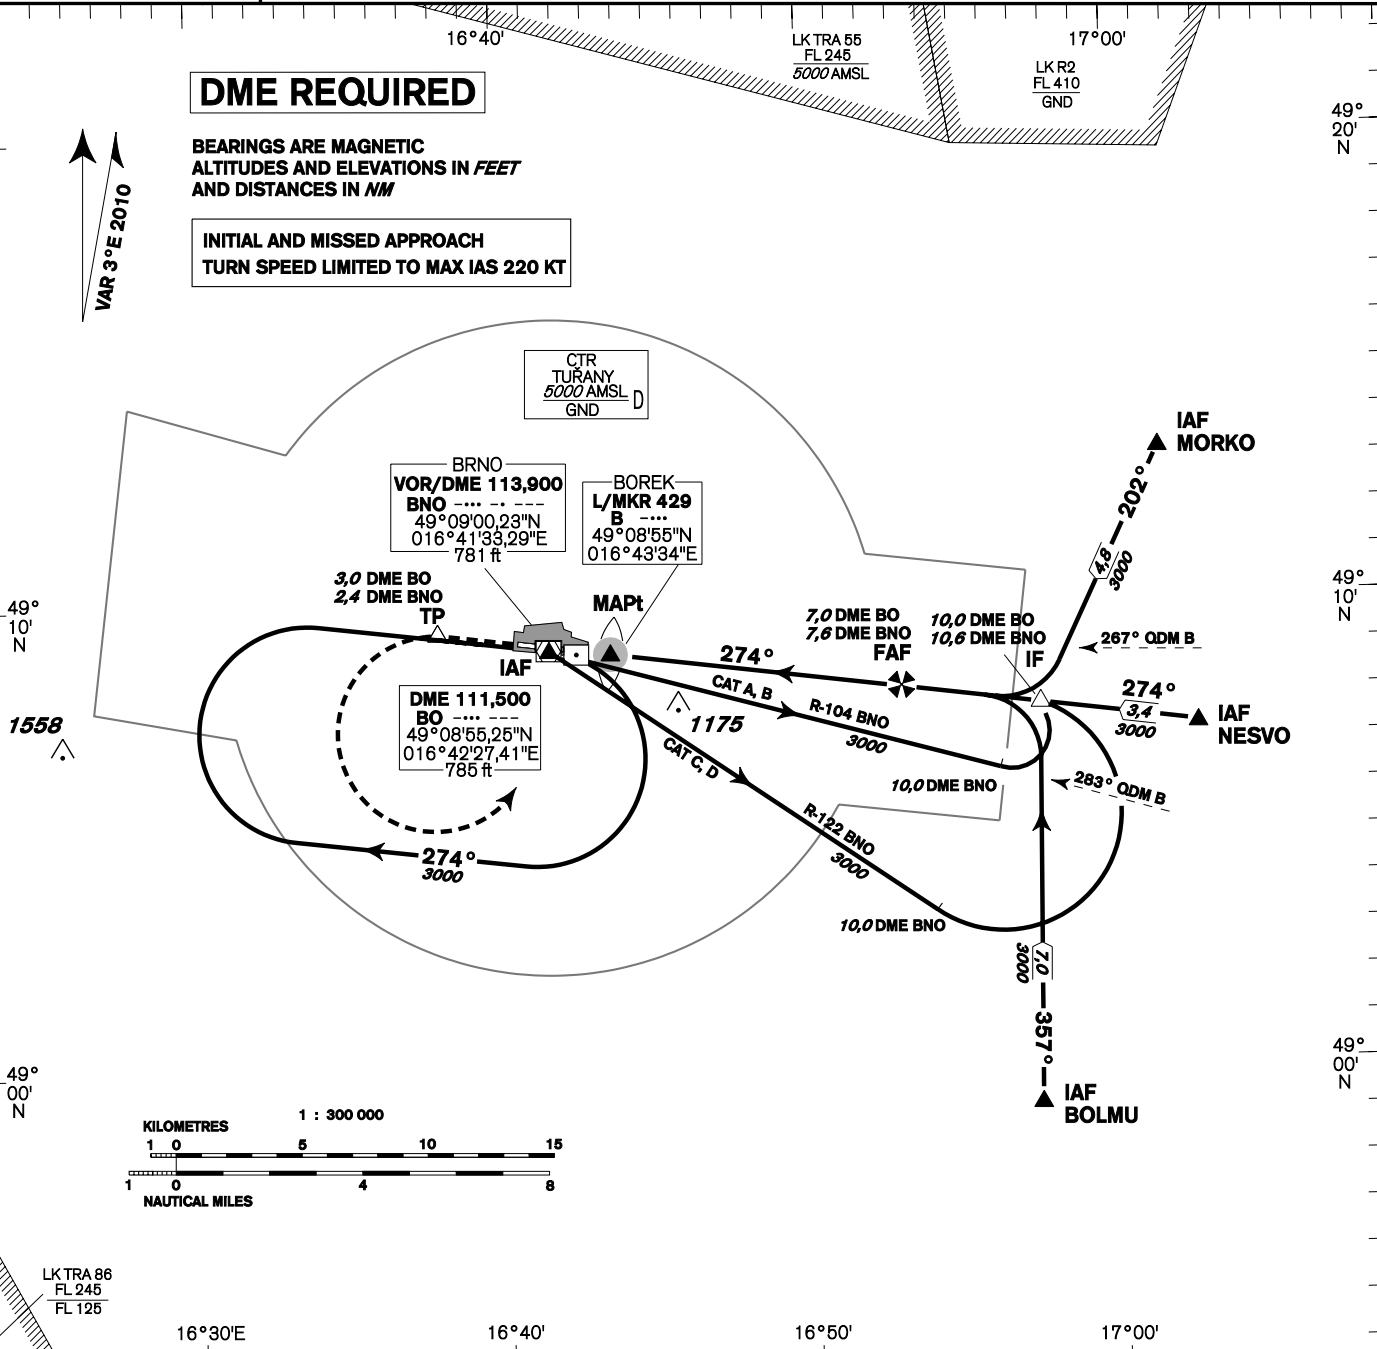 16°40'
17°00'
LK TRA 55
FL 245
5000 AMSL
LK R2
FL 410
GND
49°
20'
N
DME REQUIRED
BEARINGS ARE MAGNETIC
ALTITUDES AND ELEVATIONS IN FEET
AND DISTANCES IN NM
VAR 3°E 2010
INITIAL AND MISSED APPROACH
TURN SPEED LIMITED TO MAX IAS 220 KT
CTR
TUŘANY
5000 AMSL
GND
D
IAF
MORKO
202°
4,8
3000
BRNO
VOR/DME 113,900
BNO -··· -· ---
49°09'00,23"N
016°41'33,29"E
781 ft
BOREK
L/MKR 429
B -···
49°08'55"N
016°43'34"E
3,0 DME BO
2,4 DME BNO
TP
MAPt
7,0 DME BO
7,6 DME BNO
FAF
10,0 DME BO
10,6 DME BNO
IF
267° QDM B
49°
10'
N
49°
10'
N
IAF
274°
CAT A, B
R-104 BNO
3000
274°
3,4
3000
IAF
NESVO
DME 111,500
BO -··· ---
49°08'55,25"N
016°42'27,41"E
785 ft
1558
1175
CAT C, D
10,0 DME BNO
283° QDM B
R-122 BNO
3000
274°
3000
10,0 DME BNO
7,0
3000
357°
IAF
BOLMU
49°
00'
N
49°
00'
N
1 : 300 000
KILOMETRES
1 0 5 10 15
1 0 4 8
NAUTICAL MILES
LK TRA 86
FL 245
FL 125
16°30'E
16°40'
16°50'
17°00'